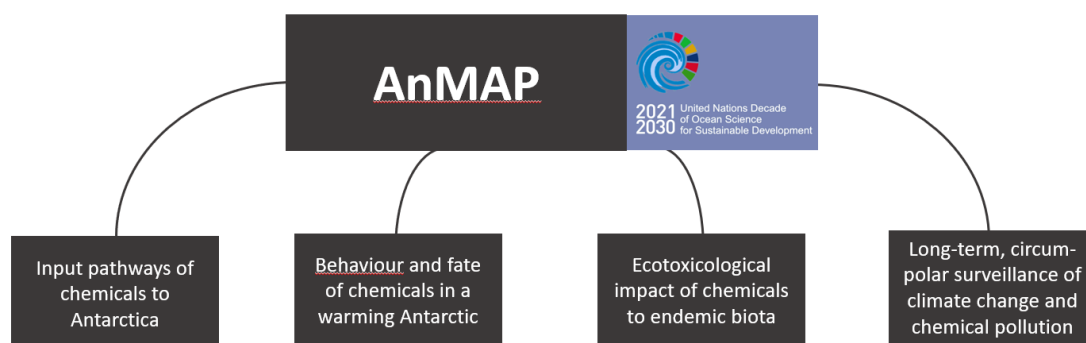 AnMAP
2021
2030
United Nations Decade
of Ocean Science
for Sustainable Development
Input pathways of
chemicals to
Antarctica
Behaviour and fate
of chemicals in a
warming Antarctic
Ecotoxicological
impact of chemicals
to endemic biota
Long-term, circum-
polar surveillance of
climate change and
chemical pollution